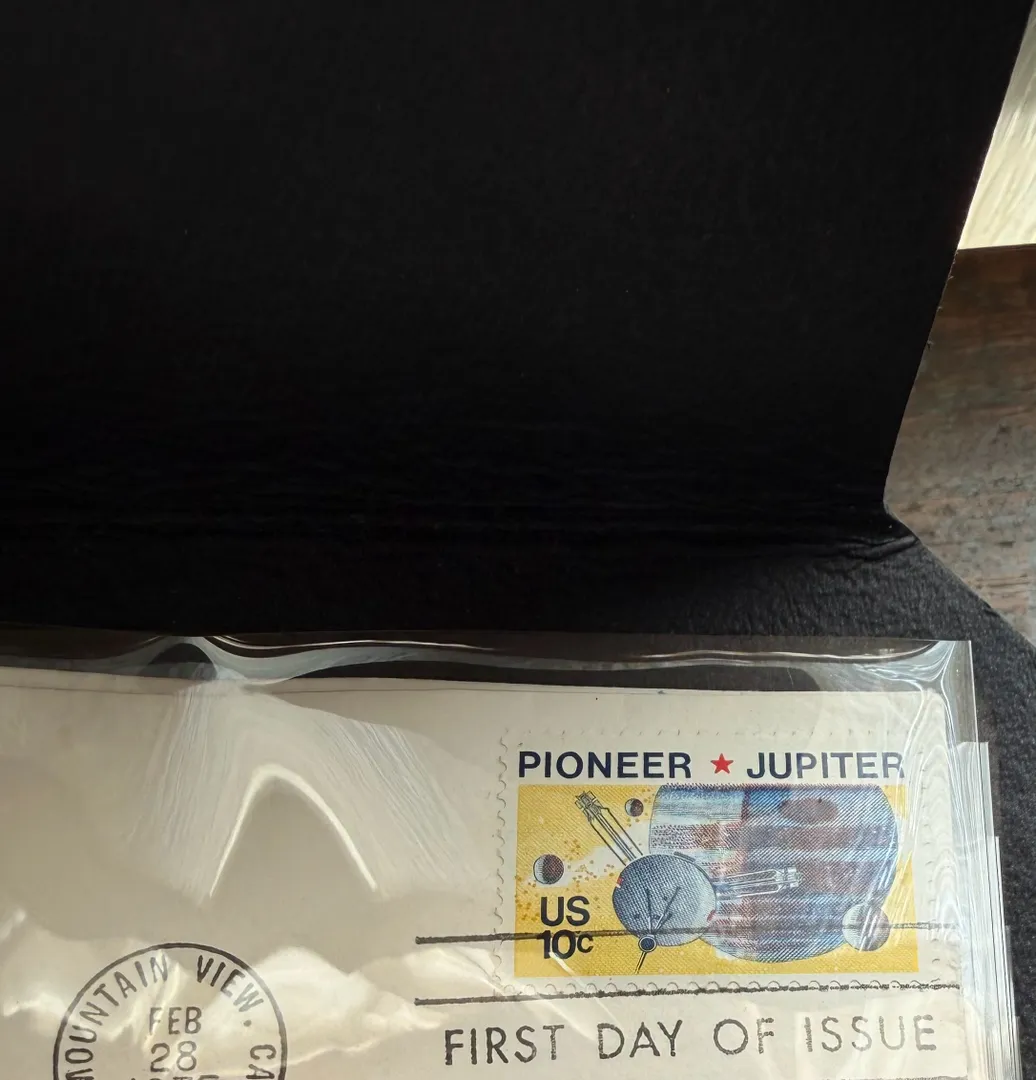 PIONEER ★ JUPITER
US
10c
MOUNTAIN VIEW. CA
FEB
28
FIRST DAY OF ISSUE